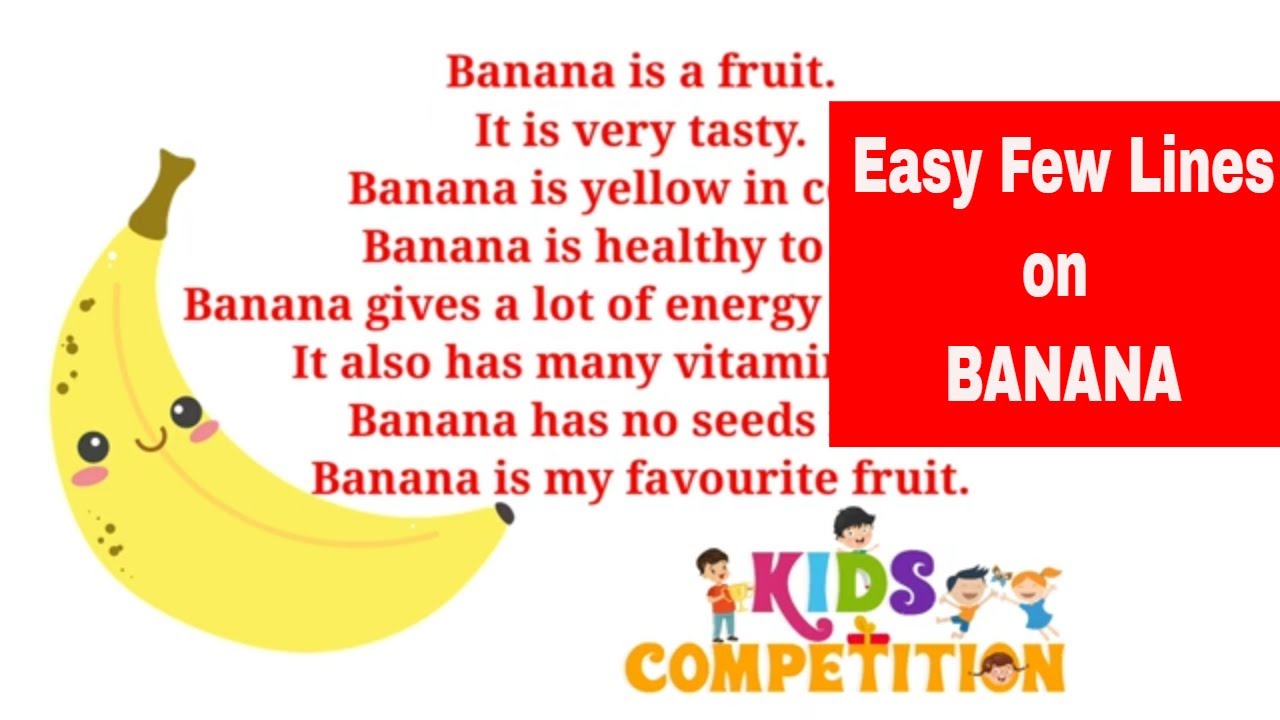 Banana is a fruit.
It is very tasty.
Banana is yellow in
Banana is healthy to
Banana gives a lot of energy
It also has many
Banana has no seeds
Banana is my favourite fruit.
Easy Few Lines
on
BANANA
KIDS
COMPETITION